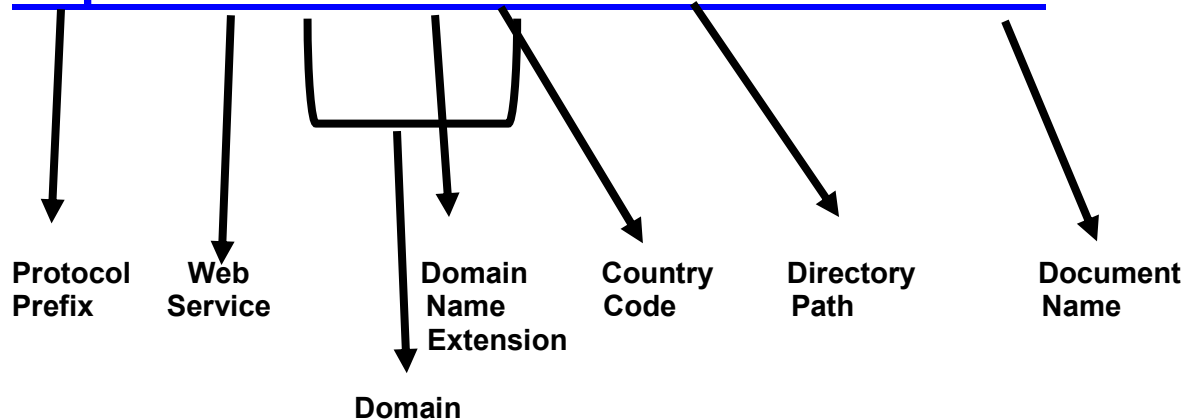 Protocol
Prefix
Web
Service
Domain
Name
Extension
Country
Code
Directory
Path
Document
Name
Domain